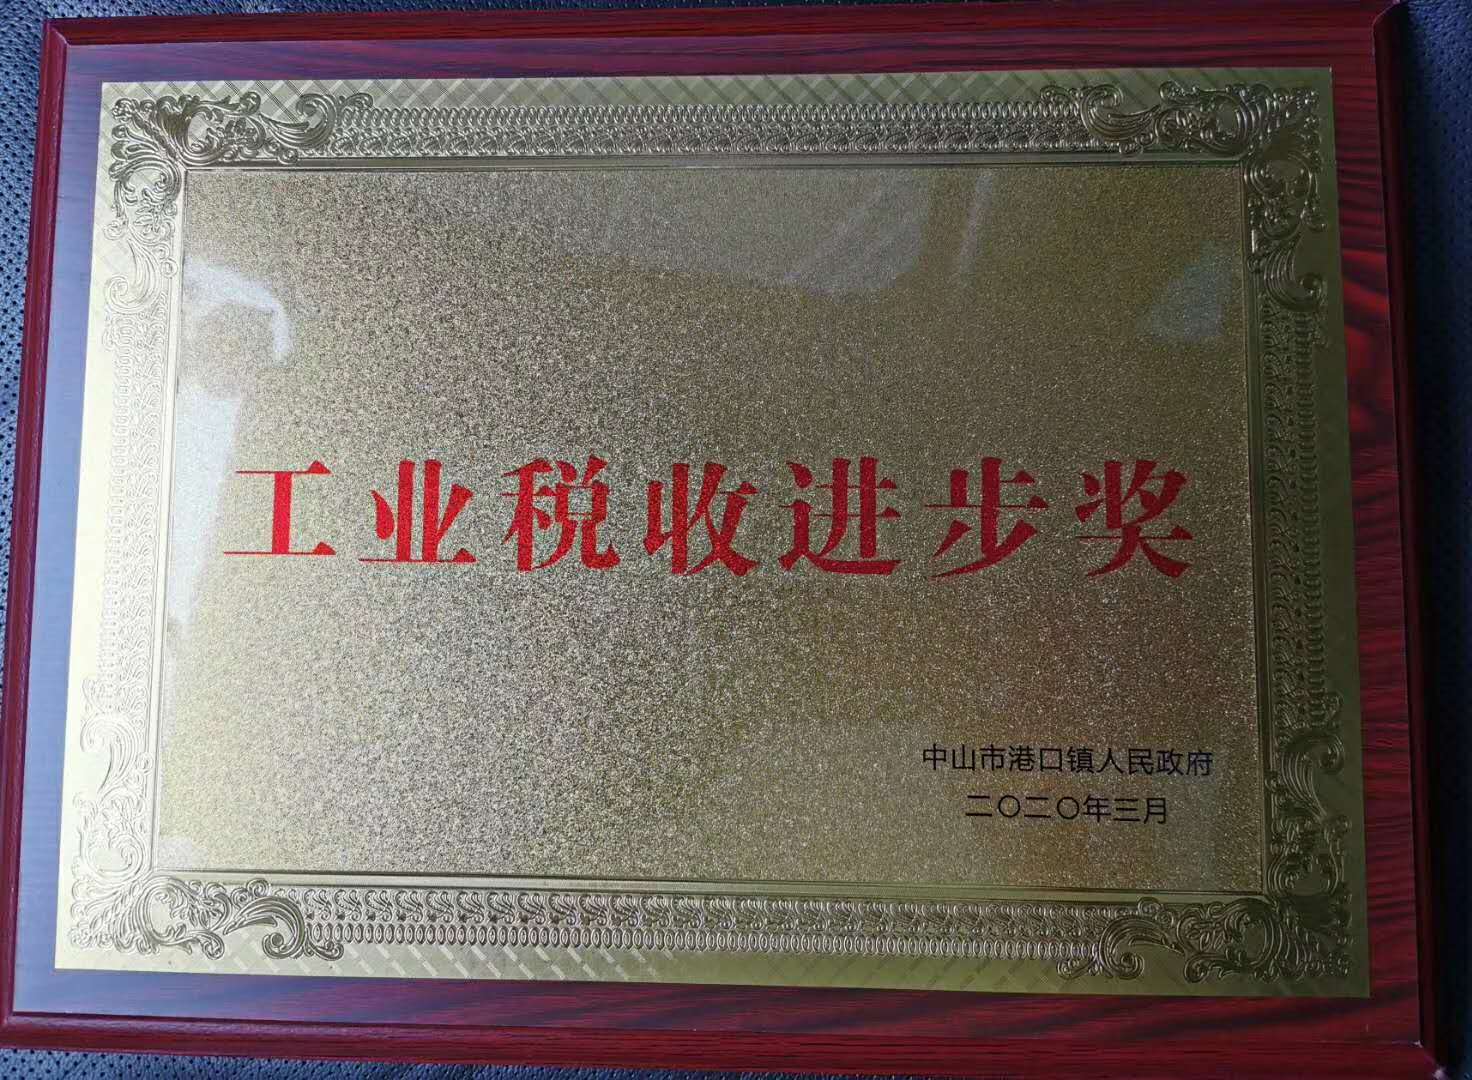 工业税收进步奖
中山市港口镇人民政府
二〇二〇年三月